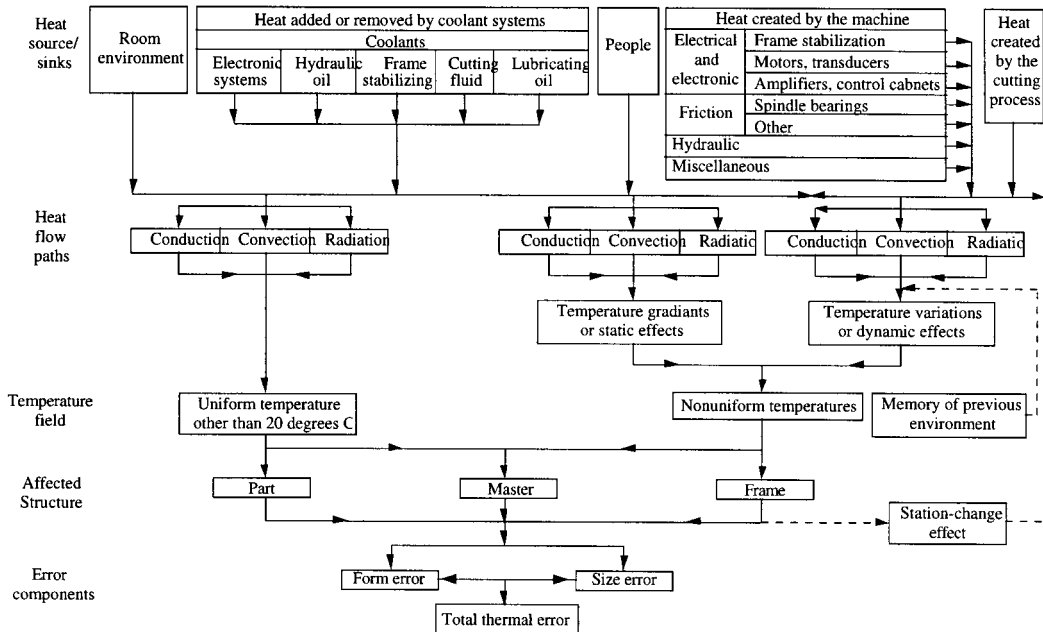 Heat
source/
sinks
Room
environment
Heat added or removed by coolant systems
Coolants
Electronic
systems
Hydraulic
oil
Frame
stabilizing
Cutting
fluid
Lubricating
oil
People
Heat created by the machine
Electrical
and
electronic
Frame stabilization
Motors, transducers
Amplifiers, control cabnets
Friction
Spindle bearings
Other
Hydraulic
Miscellaneous
Heat
created
by the
cutting
process
Heat
flow
paths
Conduction
Convection
Radiation
Conduction
Convection
Radiatic
Conduction
Convection
Radiatic
Temperature gradiants
or static effects
Temperature variations
or dynamic effects
Temperature
field
Uniform temperature
other than 20 degrees C
Nonuniform temperatures
Memory of previous
environment
Affected
Structure
Part
Master
Frame
Station-change
effect
Error
components
Form error
Size error
Total thermal error